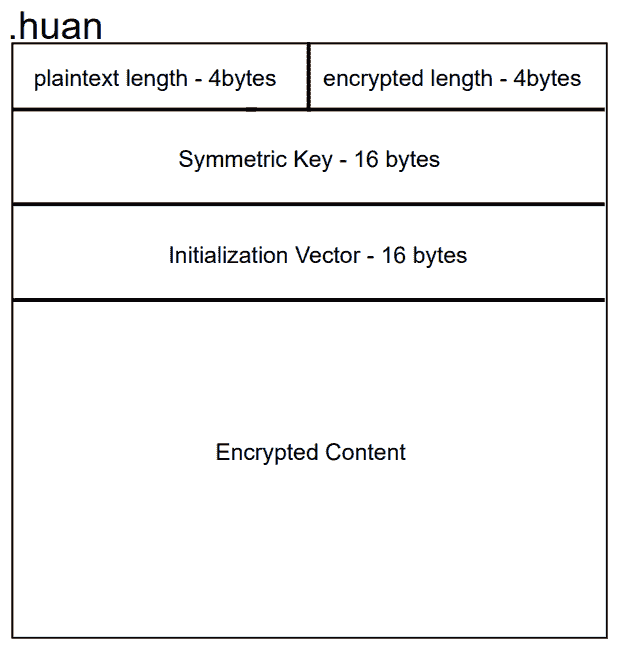 .huan
plaintext length - 4bytes
encrypted length - 4bytes
Symmetric Key - 16 bytes
Initialization Vector - 16 bytes
Encrypted Content